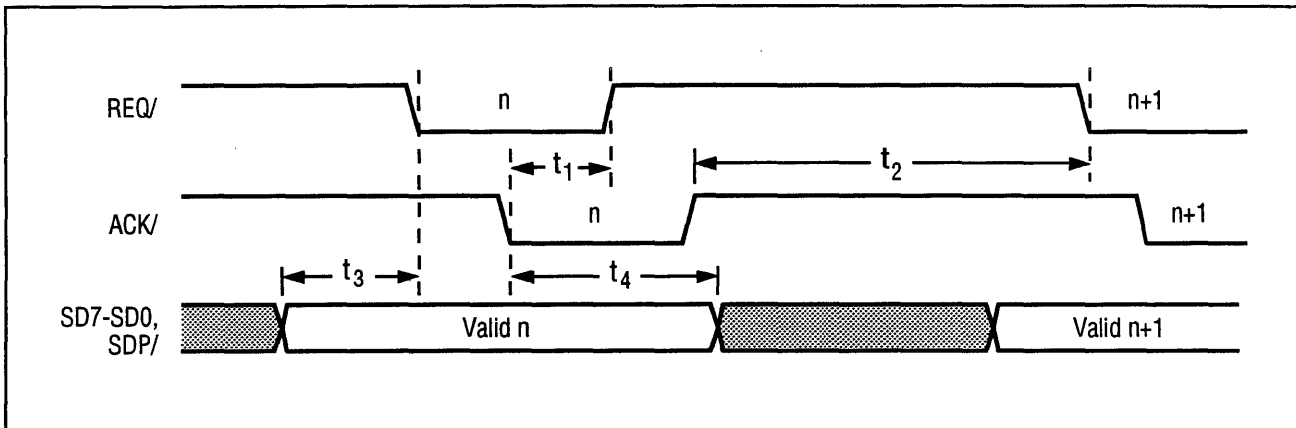 REQ/
n
n+1
t1
t2
ACK/
n
n+1
t3
t4
SD7-SD0,
SDP/
Valid n
Valid n+1